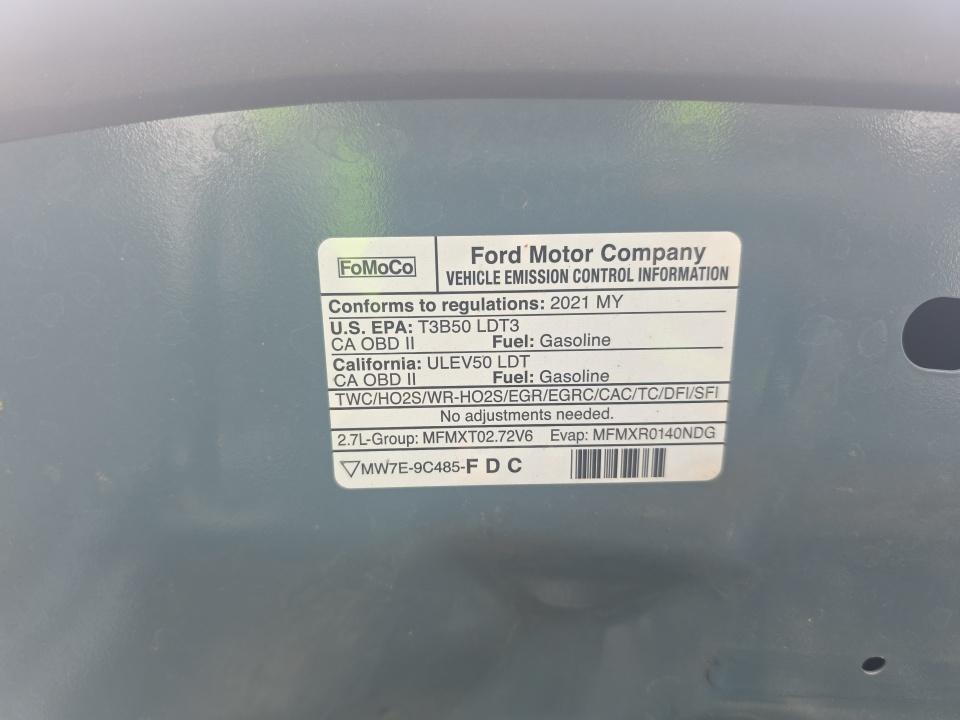 FoMoCo
Ford Motor Company
VEHICLE EMISSION CONTROL INFORMATION
Conforms to regulations: 2021 MY
U.S. EPA: T3B50 LDT3
CA OBD II Fuel: Gasoline
California: ULEV50 LDT
CA OBD II Fuel: Gasoline
TWC/HO2S/WR-HO2S/EGR/EGRC/CAC/TC/DFI/SFI
No adjustments needed.
2.7L-Group: MFMXT02.72V6 Evap: MFMXR0140NDG
MW7E-9C485-F D C